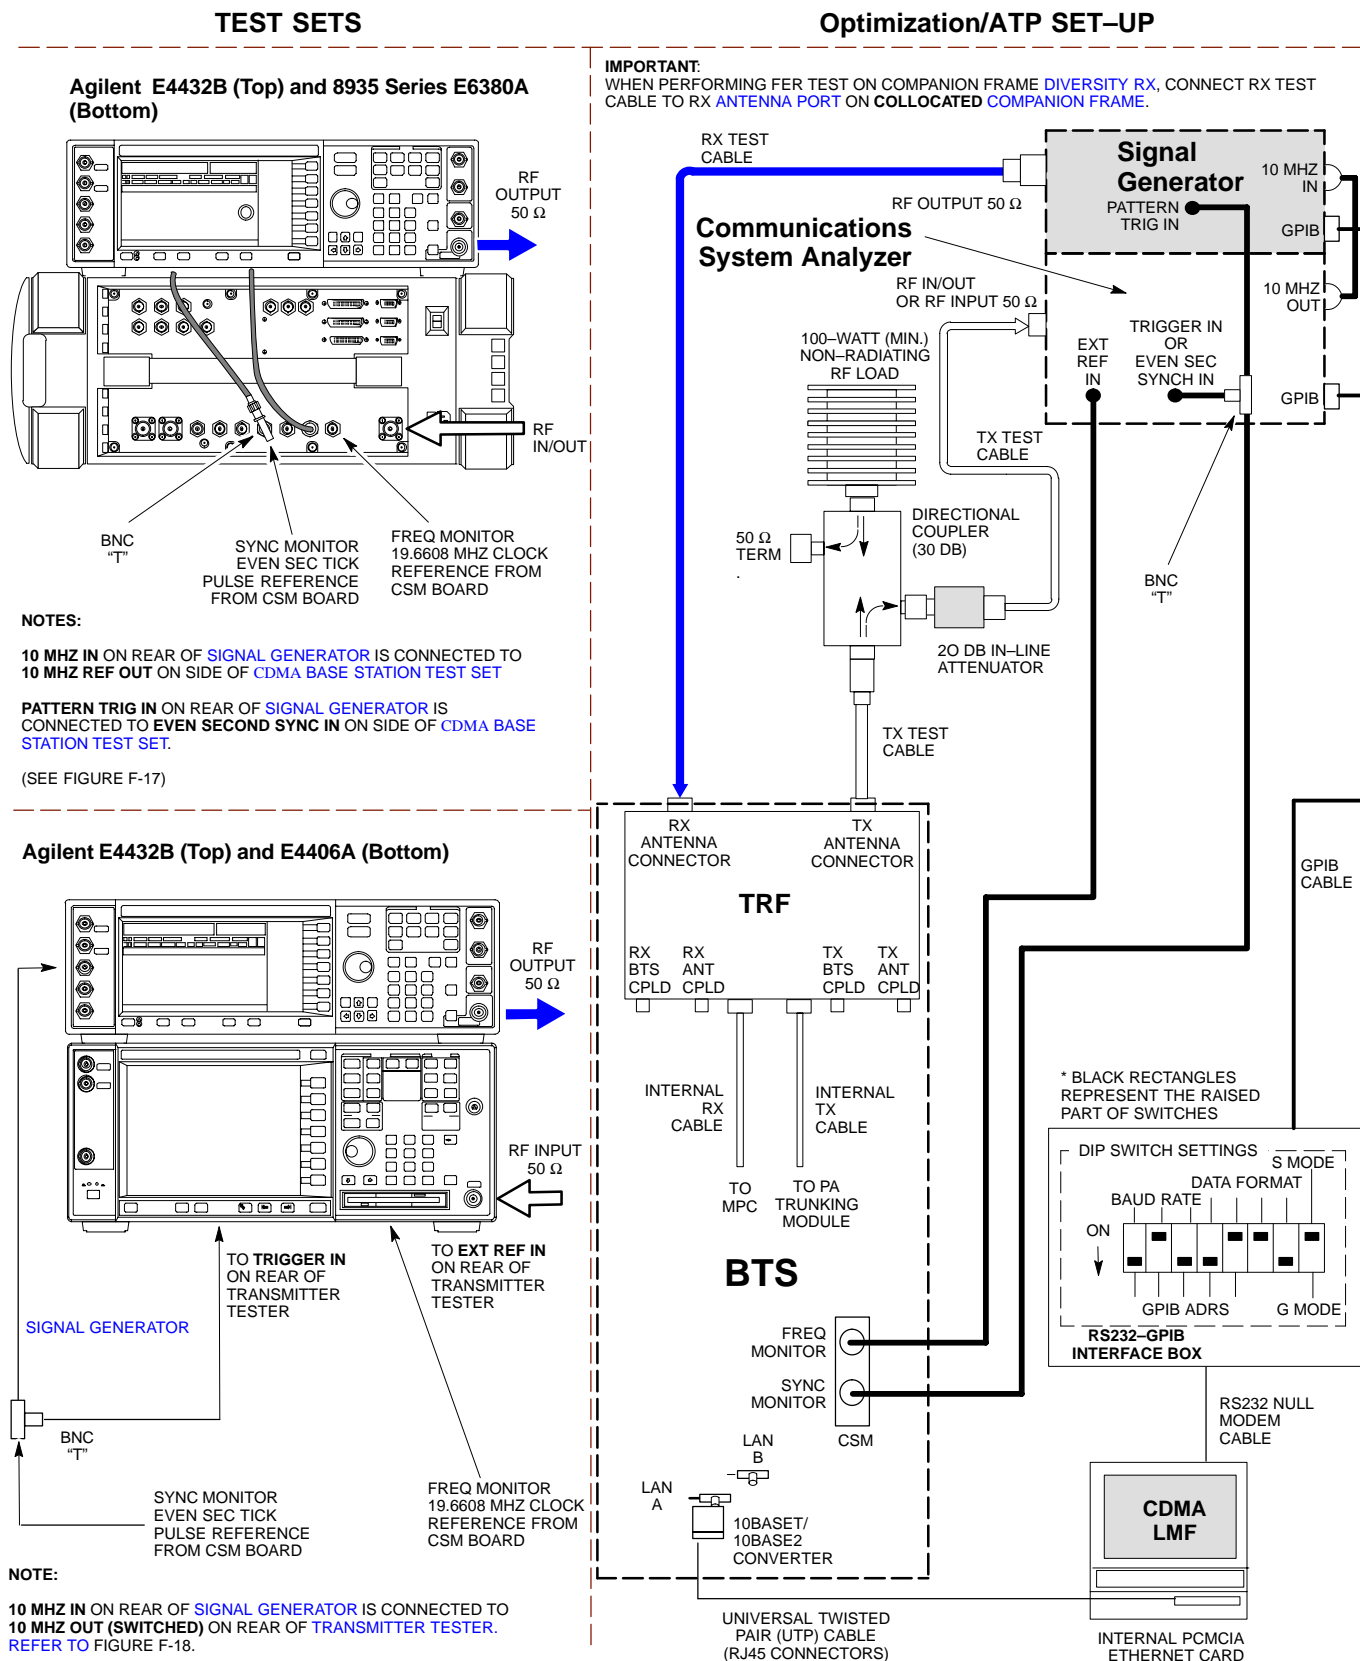 TEST SETS
Optimization/ATP SET–UP
Agilent E4432B (Top) and 8935 Series E6380A
(Bottom)
RF
OUTPUT
50 Ω
RF
IN/OUT
BNC
“T”
SYNC MONITOR
EVEN SEC TICK
PULSE REFERENCE
FROM CSM BOARD
FREQ MONITOR
19.6608 MHZ CLOCK
REFERENCE FROM
CSM BOARD
NOTES:
10 MHZ IN ON REAR OF SIGNAL GENERATOR IS CONNECTED TO
10 MHZ REF OUT ON SIDE OF CDMA BASE STATION TEST SET
PATTERN TRIG IN ON REAR OF SIGNAL GENERATOR IS
CONNECTED TO EVEN SECOND SYNC IN ON SIDE OF CDMA BASE
STATION TEST SET.
(SEE FIGURE F-17)
Agilent E4432B (Top) and E4406A (Bottom)
RF
OUTPUT
50 Ω
RF INPUT
50 Ω
TO TRIGGER IN
ON REAR OF
TRANSMITTER
TESTER
TO EXT REF IN
ON REAR OF
TRANSMITTER
TESTER
SIGNAL GENERATOR
BNC
“T”
SYNC MONITOR
EVEN SEC TICK
PULSE REFERENCE
FROM CSM BOARD
FREQ MONITOR
19.6608 MHZ CLOCK
REFERENCE FROM
CSM BOARD
NOTE:
10 MHZ IN ON REAR OF SIGNAL GENERATOR IS CONNECTED TO
10 MHZ OUT (SWITCHED) ON REAR OF TRANSMITTER TESTER.
REFER TO FIGURE F-18.
IMPORTANT:
WHEN PERFORMING FER TEST ON COMPANION FRAME DIVERSITY RX, CONNECT RX TEST
CABLE TO RX ANTENNA PORT ON COLLOCATED COMPANION FRAME.
RX TEST
CABLE
Signal
Generator
10 MHZ
IN
RF OUTPUT 50 Ω
PATTERN
TRIG IN
GPIB
Communications
System Analyzer
RF IN/OUT
OR RF INPUT 50 Ω
10 MHZ
OUT
EXT
REF
IN
TRIGGER IN
OR
EVEN SEC
SYNCH IN
GPIB
100–WATT (MIN.)
NON–RADIATING
RF LOAD
TX TEST
CABLE
50 Ω
TERM
.
DIRECTIONAL
COUPLER
(30 DB)
BNC
“T”
2O DB IN–LINE
ATTENUATOR
TX TEST
CABLE
RX
ANTENNA
CONNECTOR
TX
ANTENNA
CONNECTOR
TRF
RX
BTS
CPLD
RX
ANT
CPLD
TX
BTS
CPLD
TX
ANT
CPLD
GPIB
CABLE
INTERNAL
RX
CABLE
INTERNAL
TX
CABLE
TO
MPC
TO PA
TRUNKING
MODULE
BTS
* BLACK RECTANGLES
REPRESENT THE RAISED
PART OF SWITCHES
DIP SWITCH SETTINGS
S MODE
DATA FORMAT
BAUD RATE
ON
GPIB ADRS
G MODE
RS232–GPIB
INTERFACE BOX
FREQ
MONITOR
SYNC
MONITOR
CSM
RS232 NULL
MODEM
CABLE
LAN
B
LAN
A
10BASET/
10BASE2
CONVERTER
CDMA
LMF
UNIVERSAL TWISTED
PAIR (UTP) CABLE
(RJ45 CONNECTORS)
INTERNAL PCMCIA
ETHERNET CARD